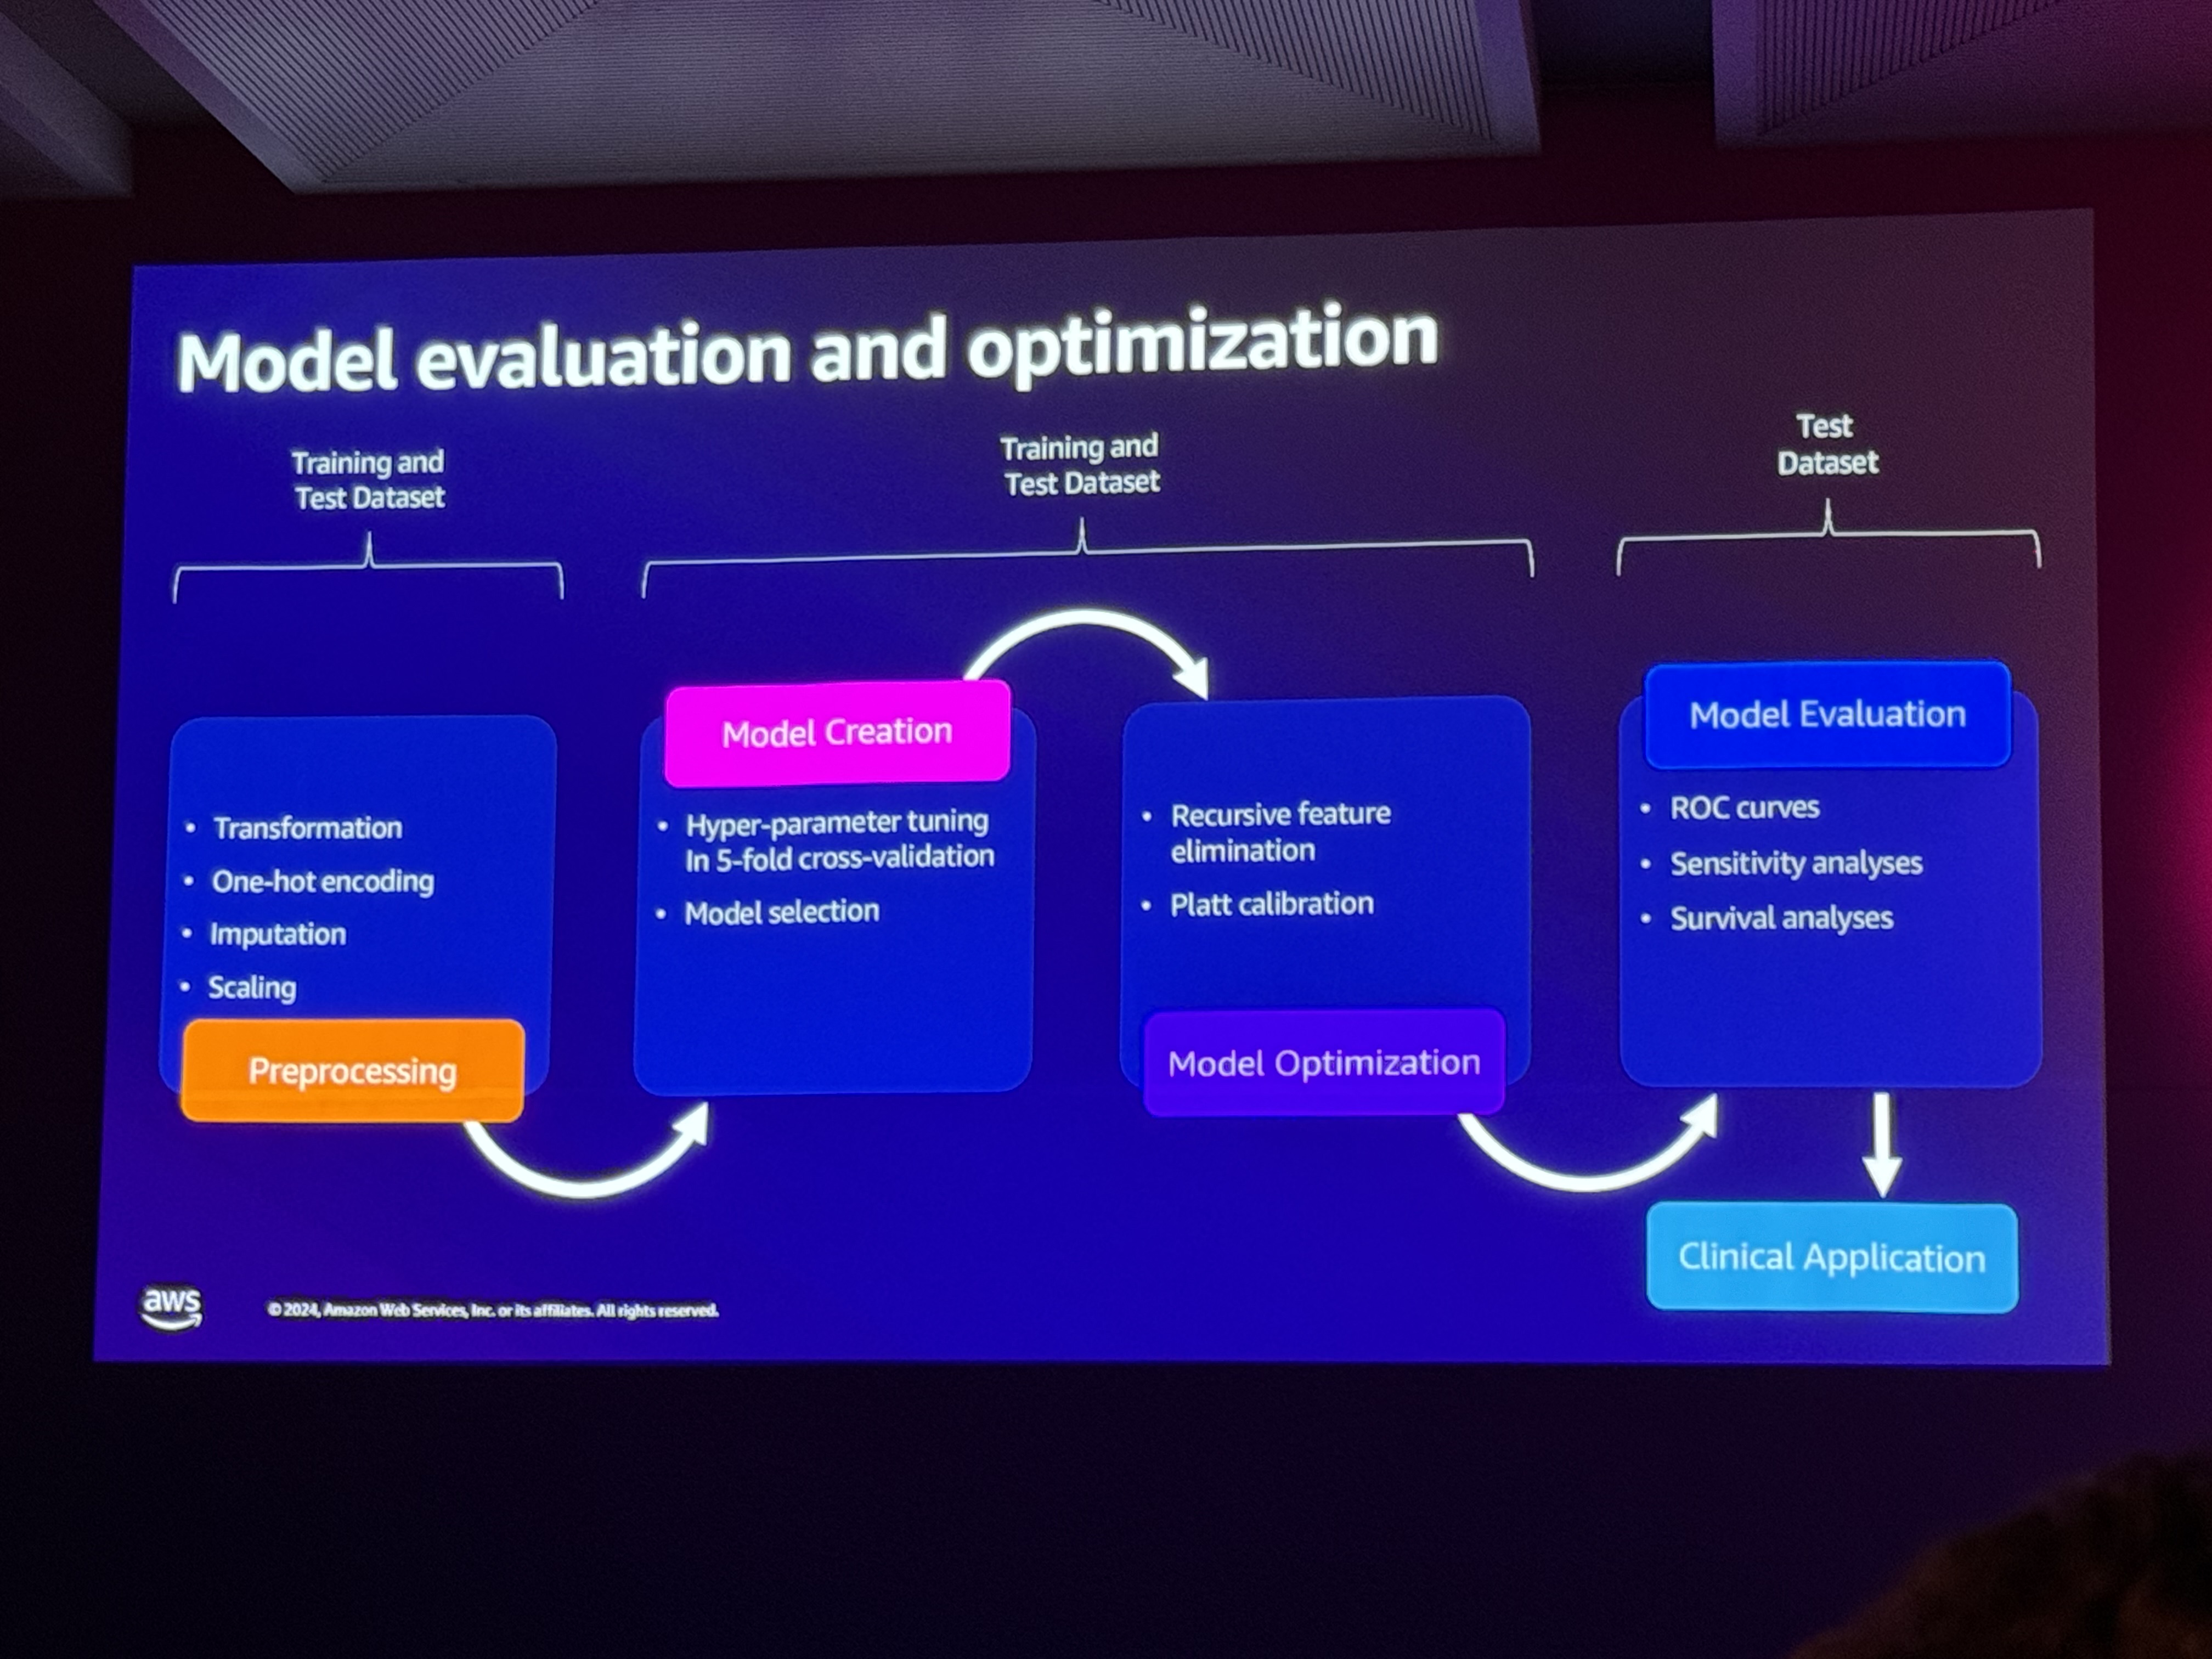 Model evaluation and optimization
Training and
Test Dataset
Training and
Test Dataset
Test
Dataset
• Transformation
• One-hot encoding
• Imputation
• Scaling
Preprocessing
Model Creation
• Hyper-parameter tuning
In 5-fold cross-validation
• Model selection
• Recursive feature
elimination
• Platt calibration
Model Optimization
Model Evaluation
• ROC curves
• Sensitivity analyses
• Survival analyses
Clinical Application
aws
© 2024, Amazon Web Services, Inc. or its affiliates. All rights reserved.